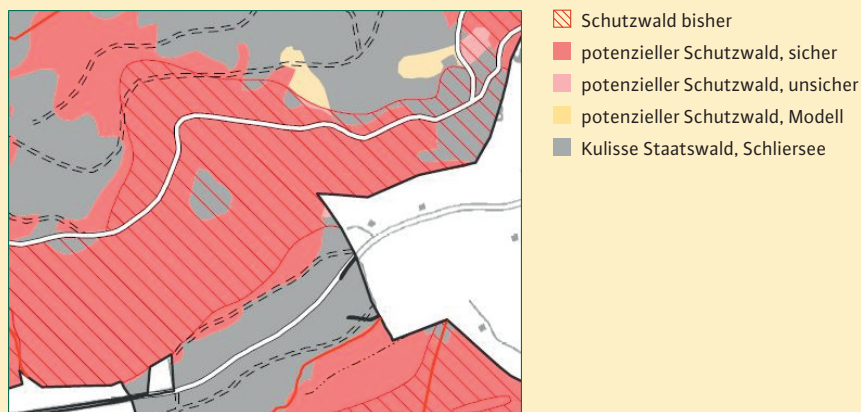 Schutzwald bisher
potenzieller Schutzwald, sicher
potenzieller Schutzwald, unsicher
potenzieller Schutzwald, Modell
Kulisse Staatswald, Schliersee